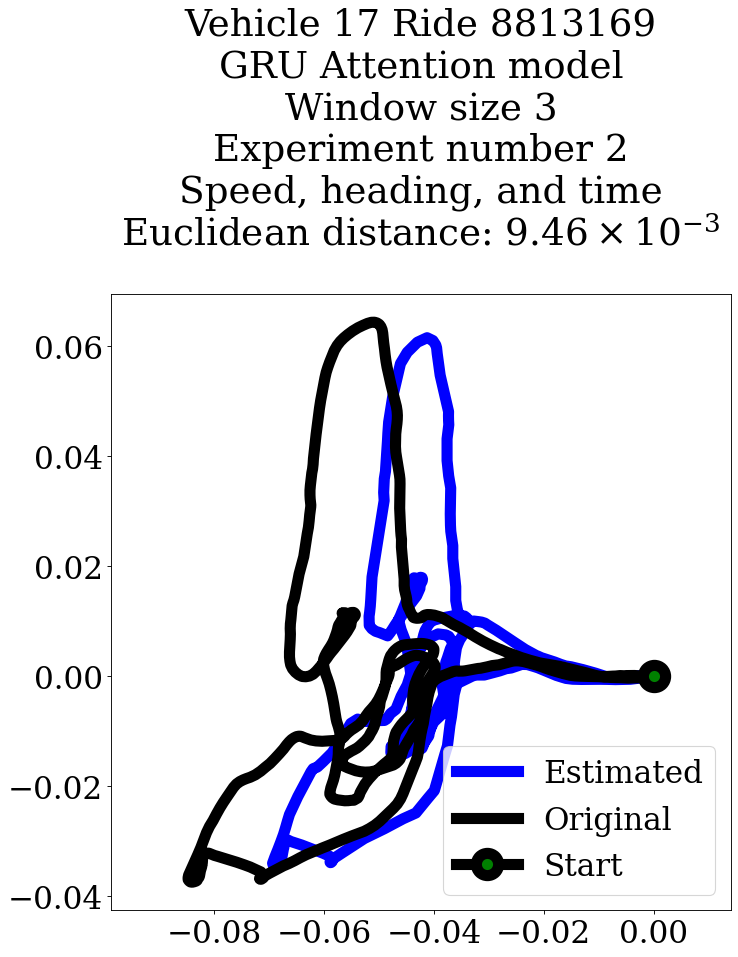 Vehicle 17 Ride 8813169
GRU Attention model
Window size 3
Experiment number 2
Speed, heading, and time
Euclidean distance: 9.46 × 10⁻³
0.06
0.04
0.02
0.00
−0.02
−0.04
Estimated
Original
Start
−0.08 −0.06 −0.04 −0.02 0.00